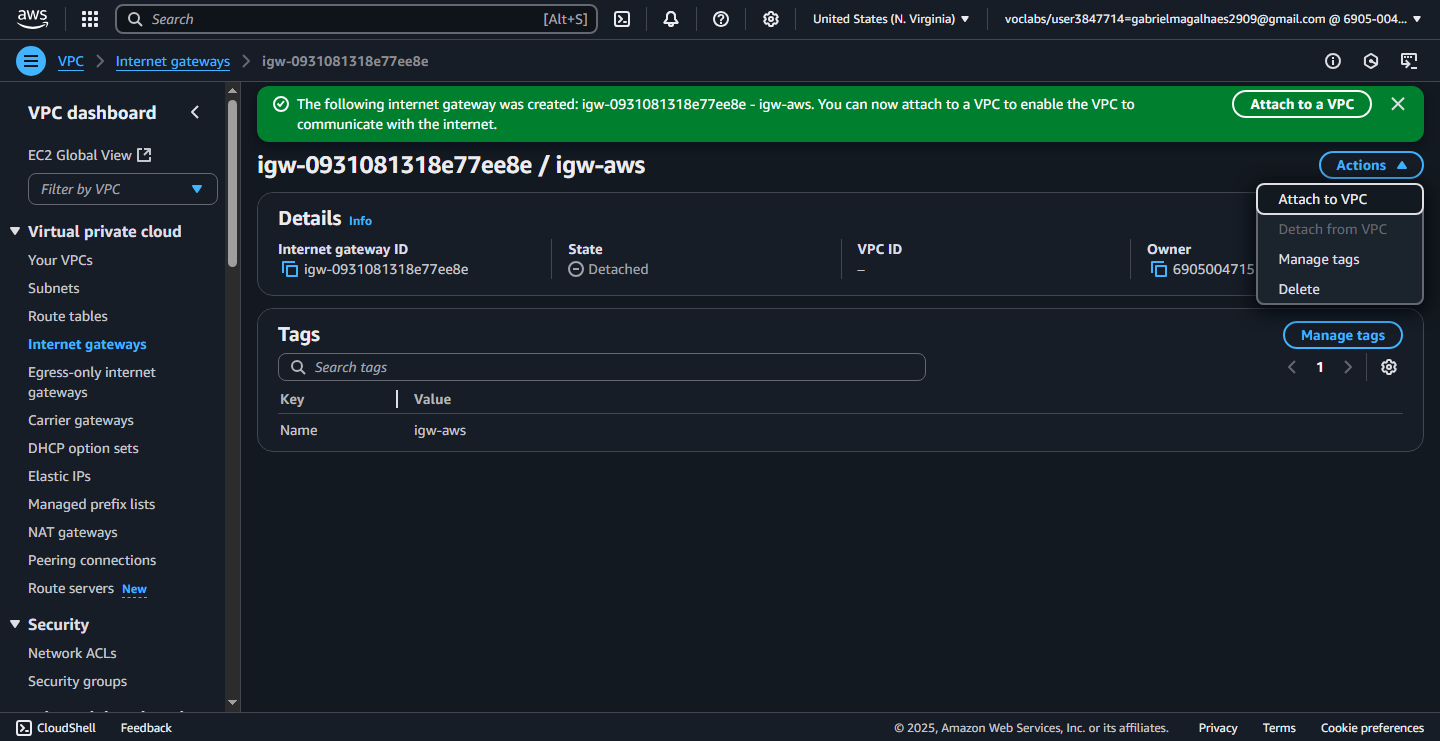 aws
Search [Alt+S]
United States (N. Virginia)
voclabs/user3847714=gabrielmagalhaes2909@gmail.com @ 6905-004...
VPC
Internet gateways
igw-0931081318e77ee8e
VPC dashboard
EC2 Global View
Filter by VPC
Virtual private cloud
Your VPCs
Subnets
Route tables
Internet gateways
Egress-only internet
gateways
Carrier gateways
DHCP option sets
Elastic IPs
Managed prefix lists
NAT gateways
Peering connections
Route servers New
Security
Network ACLs
Security groups
The following internet gateway was created: igw-0931081318e77ee8e - igw-aws. You can now attach to a VPC to enable the VPC to
communicate with the internet.
Attach to a VPC
igw-0931081318e77ee8e / igw-aws
Actions
Attach to VPC
Detach from VPC
Manage tags
Delete
Details Info
Internet gateway ID
igw-0931081318e77ee8e
State
Detached
VPC ID
–
Owner
6905004715
Tags
Manage tags
Search tags
1
Key Value
Name igw-aws
CloudShell
Feedback
© 2025, Amazon Web Services, Inc. or its affiliates.
Privacy
Terms
Cookie preferences